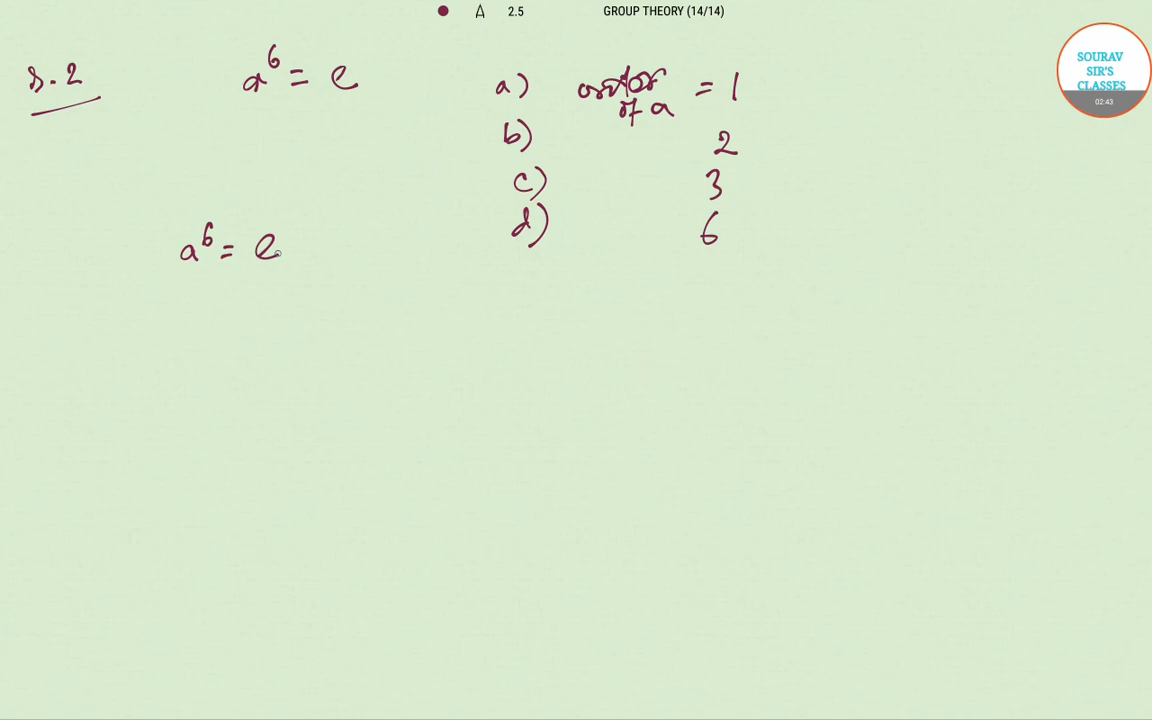 A 2.5 GROUP THEORY (14/14)
SOURAV
SIR'S
CLASSES
02:43
a⁶ = e
a) order = 1
of a
b) 2
c) 3
d) 6
a⁶ = e